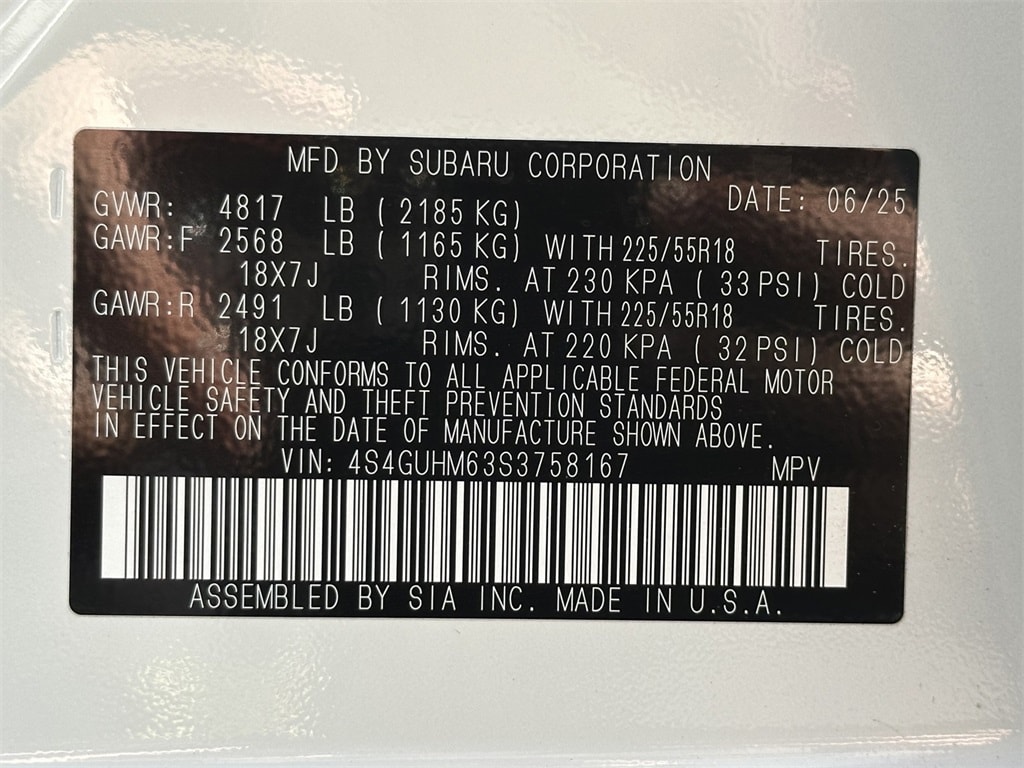 MFD BY SUBARU CORPORATION
DATE: 06/25
GVWR: 4817 LB ( 2185 KG)
GAWR:F 2568 LB ( 1165 KG) WITH 225/55R18 TIRES.
18X7J RIMS. AT 230 KPA ( 33 PSI) COLD
GAWR:R 2491 LB ( 1130 KG) WITH 225/55R18 TIRES.
18X7J RIMS. AT 220 KPA ( 32 PSI) COLD
THIS VEHICLE CONFORMS TO ALL APPLICABLE FEDERAL MOTOR
VEHICLE SAFETY AND THEFT PREVENTION STANDARDS
IN EFFECT ON THE DATE OF MANUFACTURE SHOWN ABOVE.
VIN: 4S4GUHM63S3758167 MPV
ASSEMBLED BY SIA INC. MADE IN U.S.A.